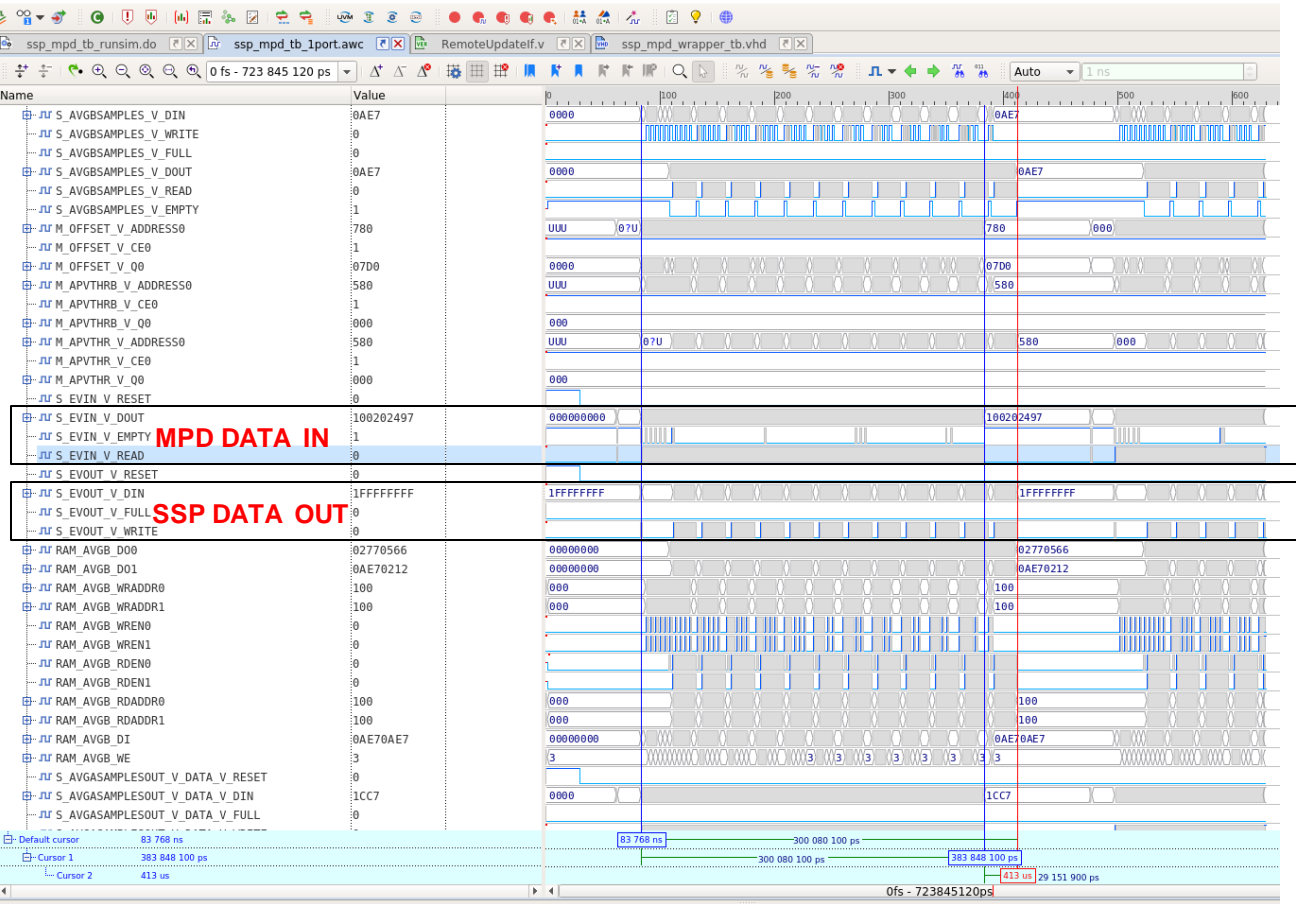 ssp_mpd_tb_runsim.do ssp_mpd_tb_1port.awc RemoteUpdateIf.v ssp_mpd_wrapper_tb.vhd
0 fs - 723 845 120 ps Auto 1 ns
Name Value 0 100 200 300 400 500 600
S_AVGBSAMPLES_V_DIN 0AE7 0000 0AE7
S_AVGBSAMPLES_V_WRITE 0
S_AVGBSAMPLES_V_FULL 0
S_AVGBSAMPLES_V_DOUT 0AE7 0000 0AE7
S_AVGBSAMPLES_V_READ 0
S_AVGBSAMPLES_V_EMPTY 1
M_OFFSET_V_ADDRESS0 780 UUU 0?U 780 000
M_OFFSET_V_CE0 1
M_OFFSET_V_Q0 07D0 0000 07D0
M_APVTHRB_V_ADDRESS0 580 UUU 580
M_APVTHRB_V_CE0 1
M_APVTHRB_V_Q0 000 000
M_APVTHR_V_ADDRESS0 580 UUU 0?U 580 000
M_APVTHR_V_CE0 1
M_APVTHR_V_Q0 000 000
S_EVIN_V_RESET 0
S_EVIN_V_DOUT 100202497 000000000 100202497
S_EVIN_V_EMPTY 1
MPD DATA IN
S_EVIN_V_READ 0
S_EVOUT_V_RESET 0
S_EVOUT_V_DIN 1FFFFFFFF 1FFFFFFFF 1FFFFFFFF
S_EVOUT_V_FULL 0
SSP DATA OUT
S_EVOUT_V_WRITE 0
RAM_AVGB_DO0 02770566 00000000 02770566
RAM_AVGB_DO1 0AE70212 00000000 0AE70212
RAM_AVGB_WRADDR0 100 000 100
RAM_AVGB_WRADDR1 100 000 100
RAM_AVGB_WREN0 0
RAM_AVGB_WREN1 0
RAM_AVGB_RDEN0 0
RAM_AVGB_RDEN1 0
RAM_AVGB_RDADDR0 100 000 100
RAM_AVGB_RDADDR1 100 000 100
RAM_AVGB_DI 0AE70AE7 00000000 0AE70AE7
RAM_AVGB_WE 3 3 3 3 3 3 3 3
S_AVGASAMPLESOUT_V_DATA_V_RESET 0
S_AVGASAMPLESOUT_V_DATA_V_DIN 1CC7 0000 1CC7
S_AVGASAMPLESOUT_V_DATA_V_FULL 0
Default cursor 83 768 ns 83 768 ns 300 080 100 ps
Cursor 1 383 848 100 ps 300 080 100 ps 383 848 100 ps
Cursor 2 413 us 413 us 29 151 900 ps
0fs - 723845120ps